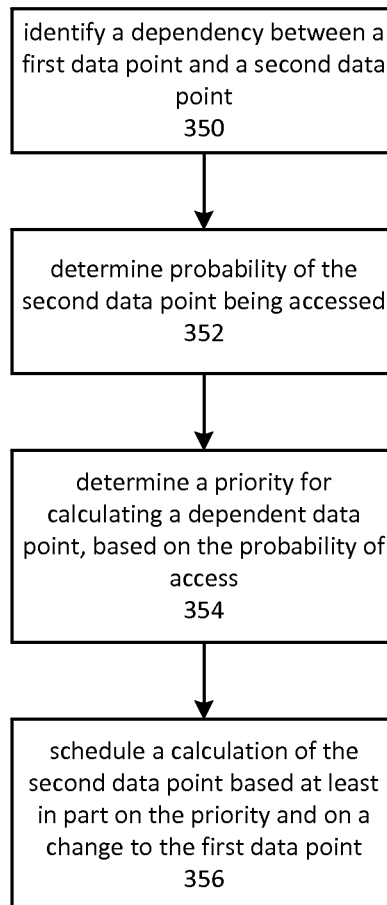 identify a dependency between a
first data point and a second data
point
350
determine probability of the
second data point being accessed
352
determine a priority for
calculating a dependent data
point, based on the probability of
access
354
schedule a calculation of the
second data point based at least
in part on the priority and on a
change to the first data point
356